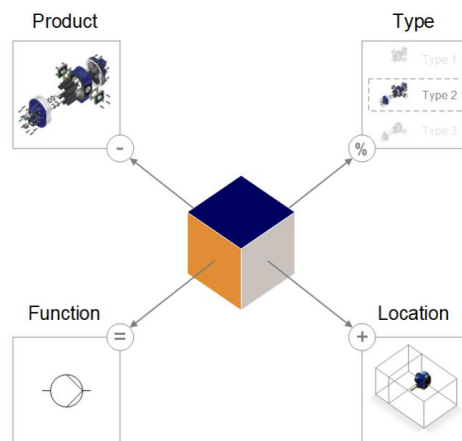 Product
Type
Type 1
Type 2
Type 3
-
%
Function
Location
=
+